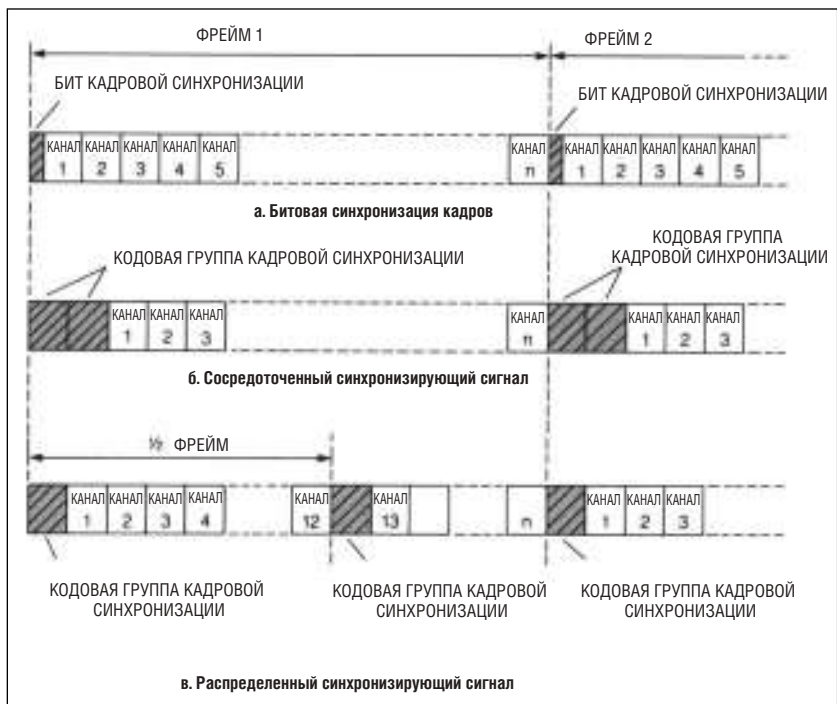 ФРЕЙМ 1
ФРЕЙМ 2
БИТ КАДРОВОЙ СИНХРОНИЗАЦИИ
БИТ КАДРОВОЙ СИНХРОНИЗАЦИИ
КАНАЛ КАНАЛ КАНАЛ КАНАЛ КАНАЛ КАНАЛ КАНАЛ КАНАЛ КАНАЛ КАНАЛ КАНАЛ
1 2 3 4 5 n 1 2 3 4 5
а. Битовая синхронизация кадров
КОДОВАЯ ГРУППА КАДРОВОЙ СИНХРОНИЗАЦИИ
КОДОВАЯ ГРУППА
КАДРОВОЙ СИНХРОНИЗАЦИИ
КАНАЛ КАНАЛ КАНАЛ КАНАЛ КАНАЛ КАНАЛ КАНАЛ
1 2 3 n 1 2 3
б. Сосредоточенный синхронизирующий сигнал
½ ФРЕЙМ
КАНАЛ КАНАЛ КАНАЛ КАНАЛ КАНАЛ КАНАЛ КАНАЛ КАНАЛ КАНАЛ
1 2 3 4 12 13 n 1 2 3
КОДОВАЯ ГРУППА КАДРОВОЙ
СИНХРОНИЗАЦИИ
КОДОВАЯ ГРУППА КАДРОВОЙ
СИНХРОНИЗАЦИИ
КОДОВАЯ ГРУППА КАДРОВОЙ
СИНХРОНИЗАЦИИ
в. Распределенный синхронизирующий сигнал